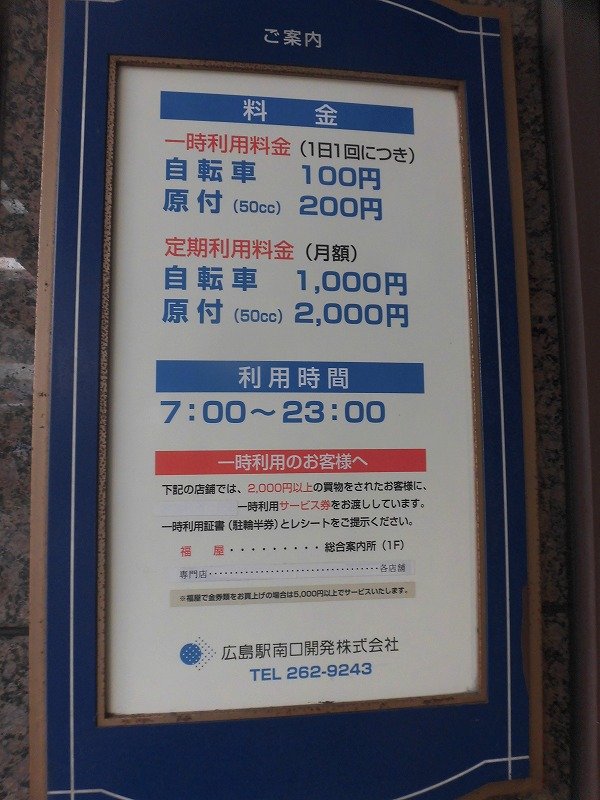 ご案内
料金
一時利用料金（1日1回につき）
自転車 100円
原付（50cc）200円
定期利用料金（月額）
自転車 1,000円
原付（50cc）2,000円
利用時間
7:00～23:00
一時利用のお客様へ
下記の店舗では、2,000円以上の買物をされたお客様に、
一時利用サービス券をお渡ししています。
一時利用証書（駐輪半券）とレシートをご提示ください。
福屋・・・・・・・・・総合案内所（1F）
専門店・・・・・・・・・・・・・・・・・・・・各店舗
※福屋で金券類をお買上げの場合は5,000円以上でサービスいたします。
広島駅南口開発株式会社
TEL 262-9243